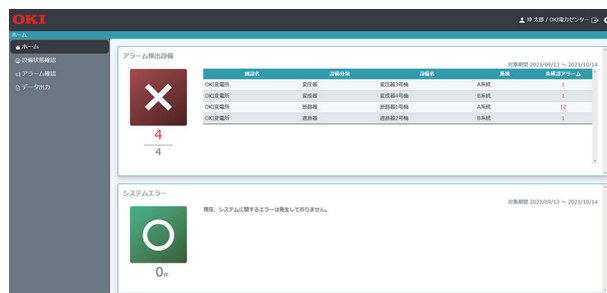 OKI
沖 太郎 / OKI電力センター
ホーム
ホーム
設備状態確認
アラーム確認
データ出力
アラーム検出設備
対象期間 2021/09/13 ～ 2021/10/14
施設名 設備分類 設備名 系統 未確認アラーム
OKI変電所 変圧器 変圧器3号機 A系統 1
OKI変電所 変成器 変成器4号機 B系統 1
OKI変電所 断路器 断路器1号機 A系統 12
OKI変電所 遮断器 遮断器2号機 B系統 1
4
4
システムエラー
対象期間 2021/09/13 ～ 2021/10/14
現在、システムに関するエラーは発生しておりません。
0件